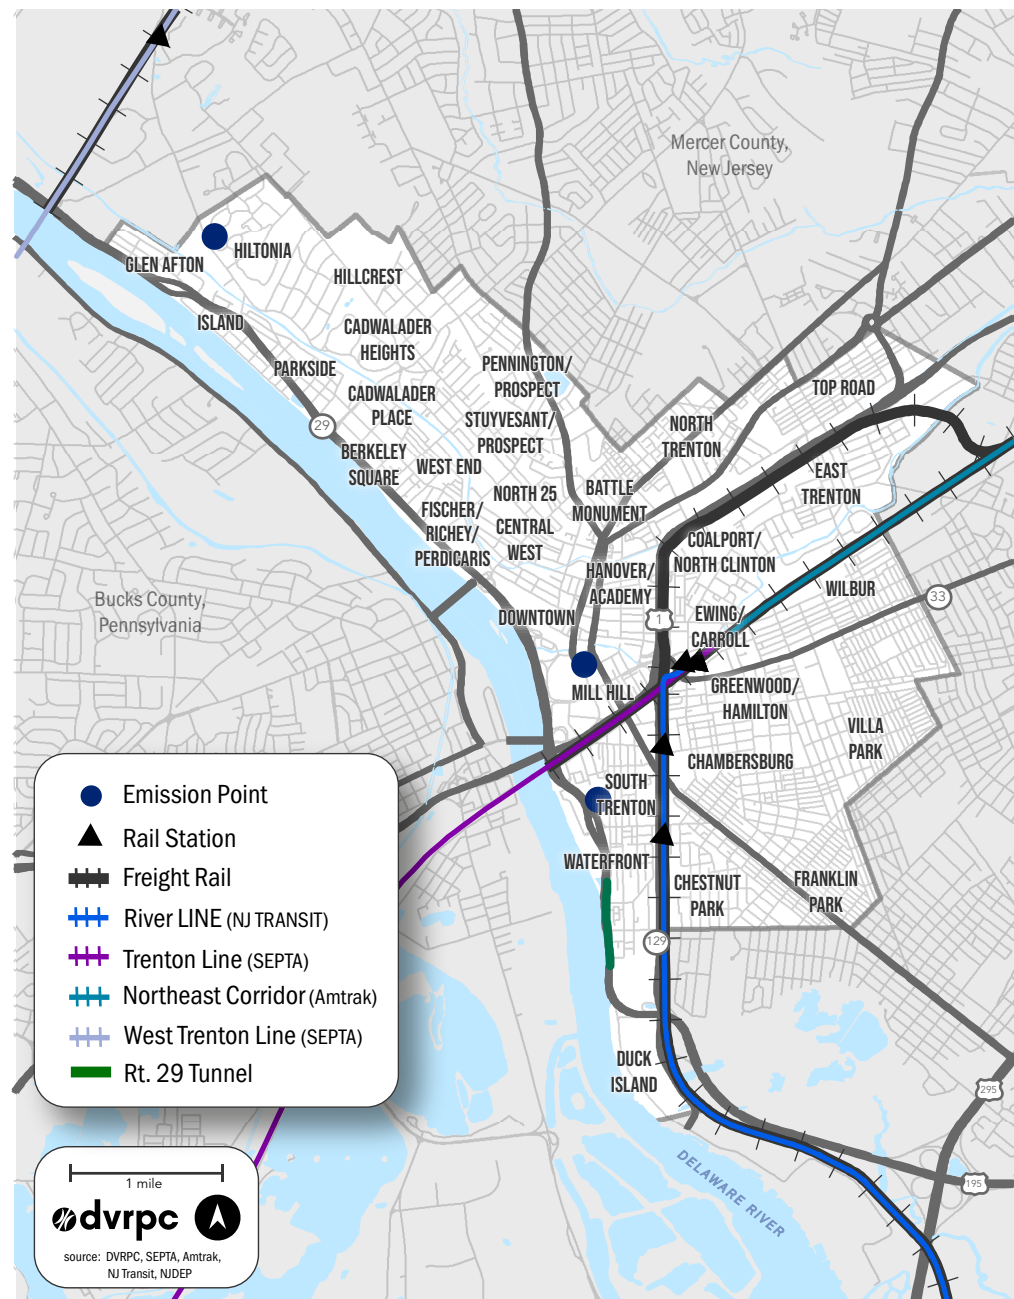 Mercer County,
New Jersey
HILTONIA
GLEN AFTON
HILLCREST
ISLAND
CADWALADER
HEIGHTS
PARKSIDE
PENNINGTON/
PROSPECT
TOP ROAD
CADWALADER
PLACE
STUYVESANT/
PROSPECT
NORTH
TRENTON
29
BERKELEY
SQUARE
WEST END
EAST
TRENTON
NORTH 25
BATTLE
MONUMENT
FISCHER/
RICHEY/
PERDICARIS
CENTRAL
WEST
COALPORT/
NORTH CLINTON
HANOVER/
ACADEMY
WILBUR
33
Bucks County,
Pennsylvania
DOWNTOWN
1
EWING/
CARROLL
MILL HILL
GREENWOOD/
HAMILTON
VILLA
PARK
CHAMBERSBURG
SOUTH
TRENTON
WATERFRONT
CHESTNUT
PARK
FRANKLIN
PARK
129
DUCK
ISLAND
295
195
DELAWARE RIVER
Emission Point
Rail Station
Freight Rail
River LINE (NJ TRANSIT)
Trenton Line (SEPTA)
Northeast Corridor (Amtrak)
West Trenton Line (SEPTA)
Rt. 29 Tunnel
1 mile
dvrpc
source: DVRPC, SEPTA, Amtrak,
NJ Transit, NJDEP